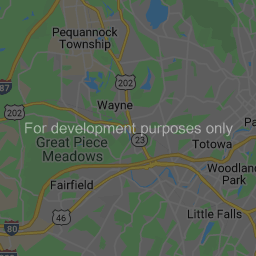 Pequannock
Township
87
202
202
Wayne
For development purposes only
Great Piece
Meadows
23
Totowa
Woodland
Park
Fairfield
80
46
Little Falls